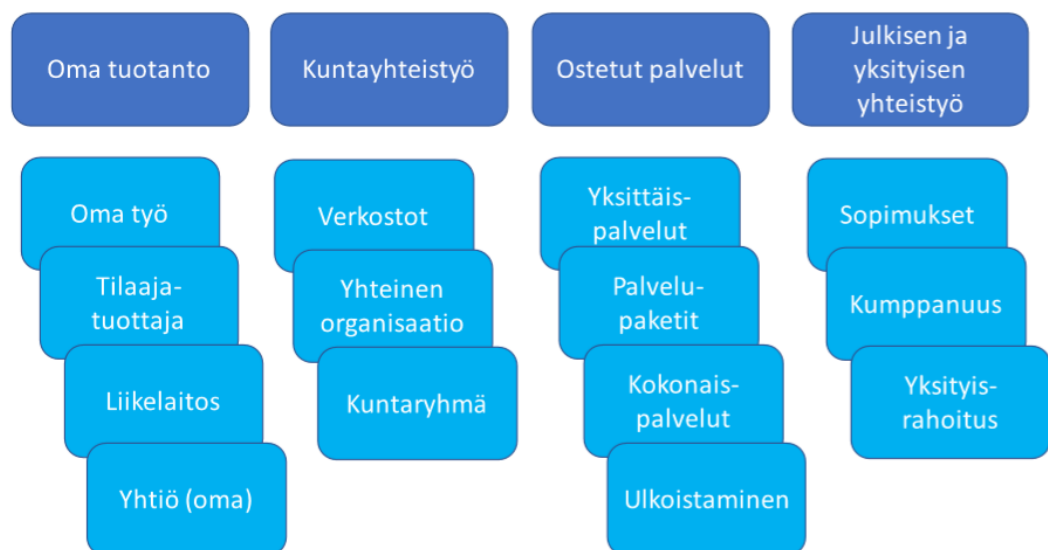 Oma tuotanto
Kuntayhteistyö
Ostetut palvelut
Julkisen ja
yksityisen
yhteistyö
Oma työ
Tilaaja-
tuottaja
Liikelaitos
Yhtiö (oma)
Verkostot
Yhteinen
organisaatio
Kuntaryhmä
Yksittäis-
palvelut
Palvelu-
paketit
Kokonais-
palvelut
Ulkoistaminen
Sopimukset
Kumppanuus
Yksityis-
rahoitus